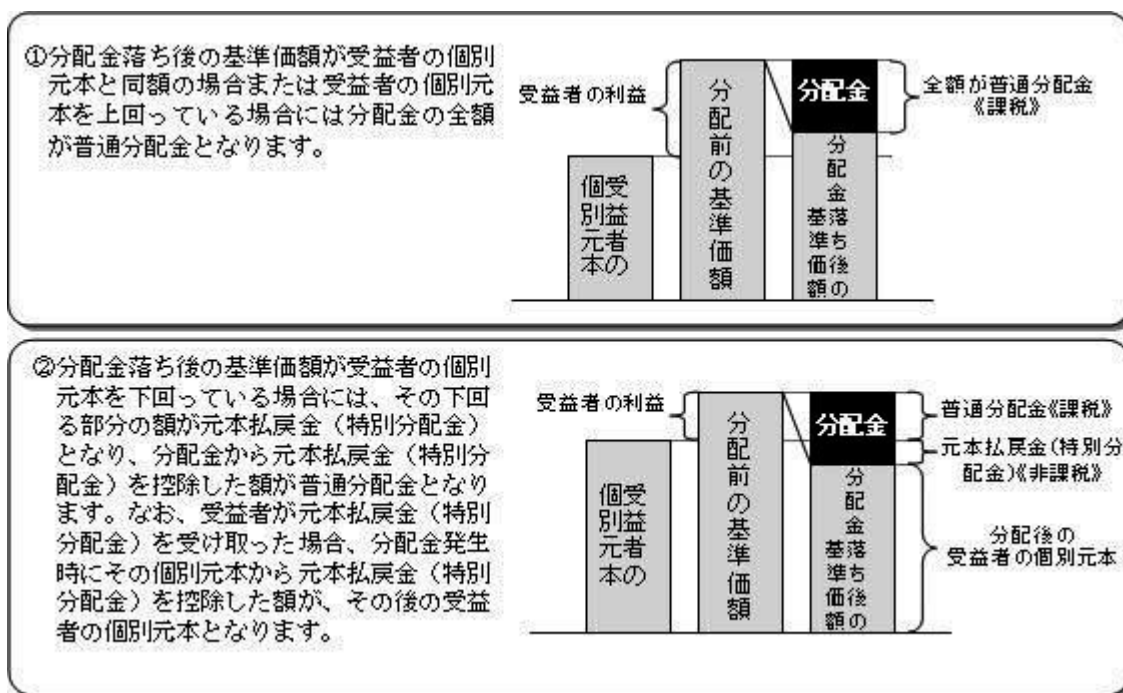 ①分配金落ち後の基準価額が受益者の個別
元本と同額の場合または受益者の個別元
本を上回っている場合には分配金の全額
が普通分配金となります。
受益者の利益
受益者の
個別元本
分配前の基準価額
分配金
分配金落ち後の
基準価額
全額が普通分配金
《課税》
②分配金落ち後の基準価額が受益者の個別
元本を下回っている場合には、その下回
る部分の額が元本払戻金（特別分配金）
となり、分配金から元本払戻金（特別分
配金）を控除した額が普通分配金となり
ます。なお、受益者が元本払戻金（特別
分配金）を受け取った場合、分配金発生
時にその個別元本から元本払戻金（特別
分配金）を控除した額が、その後の受益
者の個別元本となります。
受益者の利益
受益者の
個別元本
分配前の基準価額
分配金
分配金落ち後の
基準価額
普通分配金《課税》
元本払戻金(特別分
配金)《非課税》
分配後の
受益者の個別元本